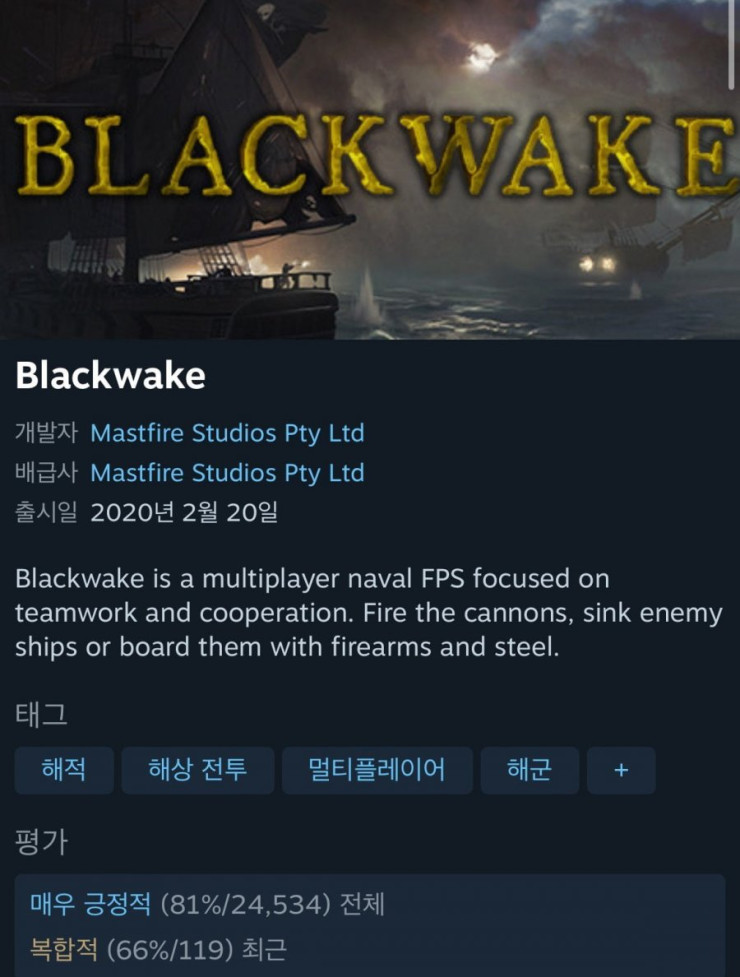 BLACKWAKE
Blackwake
개발자 Mastfire Studios Pty Ltd
배급사 Mastfire Studios Pty Ltd
출시일 2020년 2월 20일
Blackwake is a multiplayer naval FPS focused on
teamwork and cooperation. Fire the cannons, sink enemy
ships or board them with firearms and steel.
태그
해적 해상 전투 멀티플레이어 해군 +
평가
매우 긍정적 (81%/24,534) 전체
복합적 (66%/119) 최근